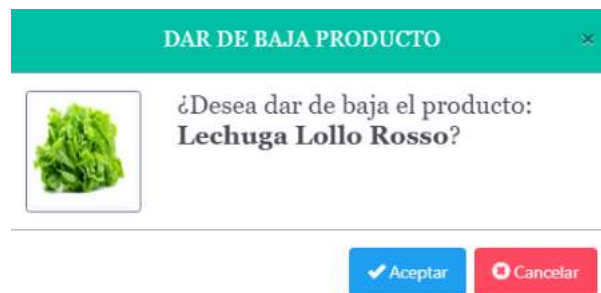 DAR DE BAJA PRODUCTO
¿Desea dar de baja el producto:
Lechuga Lollo Rosso?
Aceptar
Cancelar